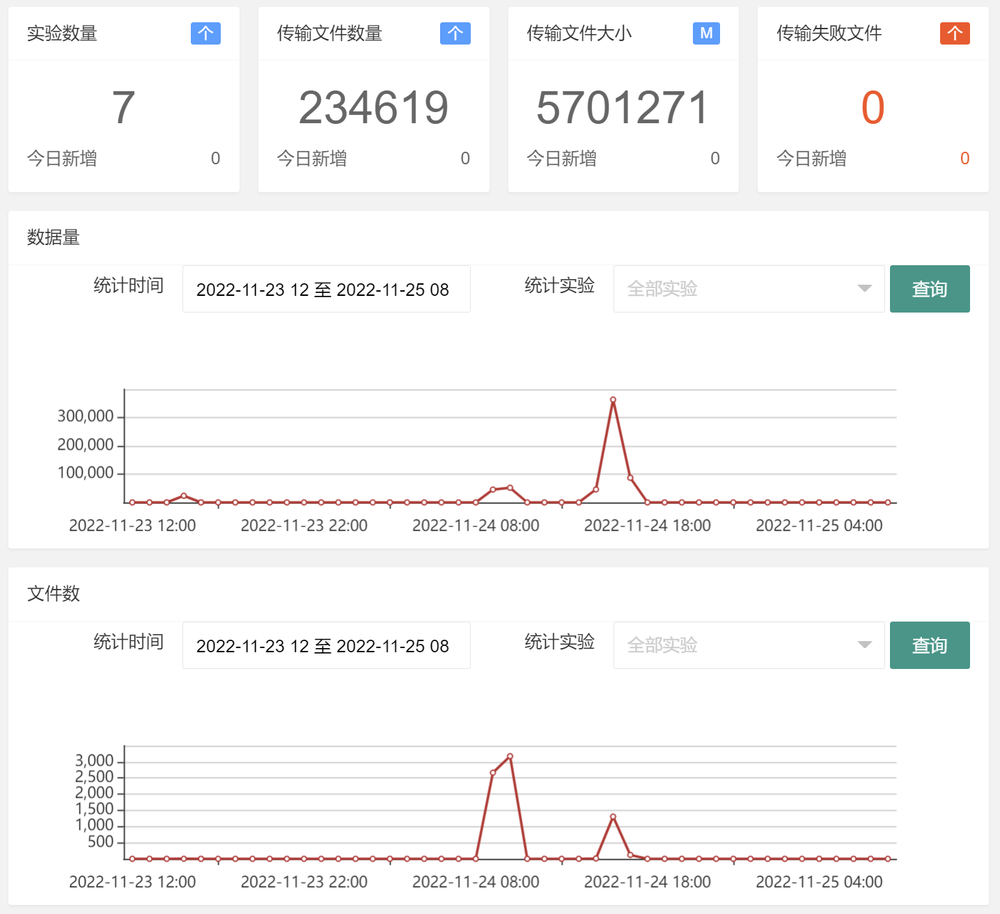 实验数量 个
7
今日新增 0
传输文件数量 个
234619
今日新增 0
传输文件大小 M
5701271
今日新增 0
传输失败文件 个
0
今日新增 0
数据量
统计时间 2022-11-23 12 至 2022-11-25 08 统计实验 全部实验 查询
300,000
200,000
100,000
2022-11-23 12:00 2022-11-23 22:00 2022-11-24 08:00 2022-11-24 18:00 2022-11-25 04:00
文件数
统计时间 2022-11-23 12 至 2022-11-25 08 统计实验 全部实验 查询
3,000
2,500
2,000
1,500
1,000
500
2022-11-23 12:00 2022-11-23 22:00 2022-11-24 08:00 2022-11-24 18:00 2022-11-25 04:00